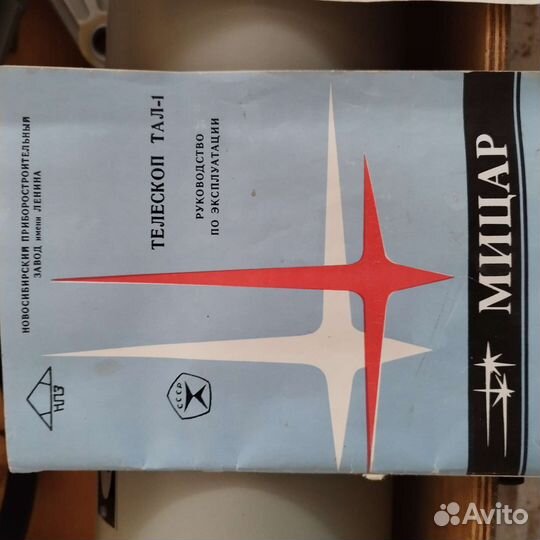 НОВОСИБИРСКИЙ ПРИБОРОСТРОИТЕЛЬНЫЙ
ЗАВОД имени ЛЕНИНА
ТЕЛЕСКОП ТАЛ-1
РУКОВОДСТВО
ПО ЭКСПЛУАТАЦИИ
НПЗ
СССР
МИЦАР
Avito